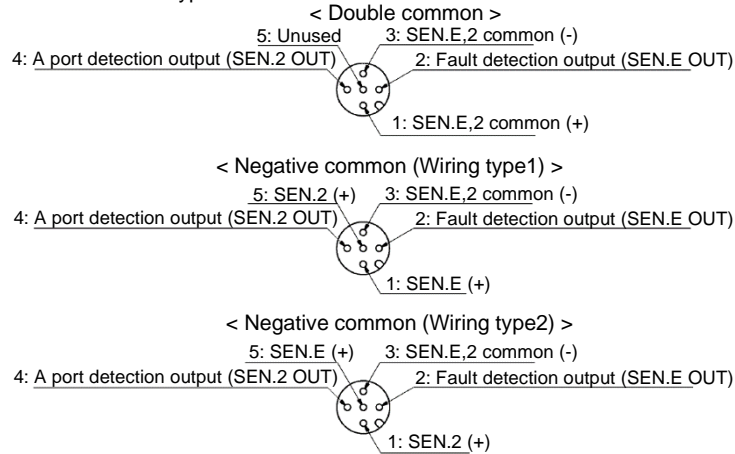 < Double common >
5: Unused
3: SEN.E,2 common (-)
4: A port detection output (SEN.2 OUT)
2: Fault detection output (SEN.E OUT)
1: SEN.E,2 common (+)
< Negative common (Wiring type1) >
5: SEN.2 (+)
3: SEN.E,2 common (-)
4: A port detection output (SEN.2 OUT)
2: Fault detection output (SEN.E OUT)
1: SEN.E (+)
< Negative common (Wiring type2) >
5: SEN.E (+)
3: SEN.E,2 common (-)
4: A port detection output (SEN.2 OUT)
2: Fault detection output (SEN.E OUT)
1: SEN.2 (+)